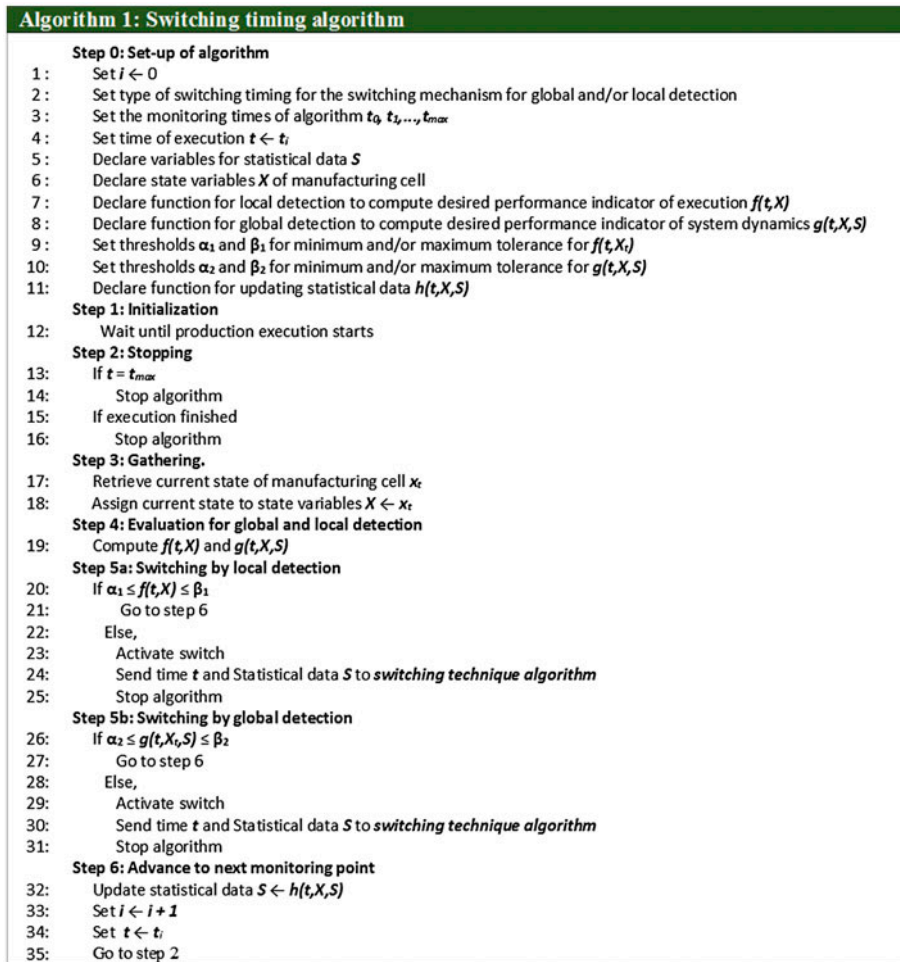 Algorithm 1: Switching timing algorithm
Step 0: Set-up of algorithm
1: Set i ← 0
2: Set type of switching timing for the switching mechanism for global and/or local detection
3: Set the monitoring times of algorithm t₀, t₁,...,tₘₐₓ
4: Set time of execution t ← tᵢ
5: Declare variables for statistical data S
6: Declare state variables X of manufacturing cell
7: Declare function for local detection to compute desired performance indicator of execution f(t,X)
8: Declare function for global detection to compute desired performance indicator of system dynamics g(t,X,S)
9: Set thresholds α₁ and β₁ for minimum and/or maximum tolerance for f(t,Xₜ)
10: Set thresholds α₂ and β₂ for minimum and/or maximum tolerance for g(t,X,S)
11: Declare function for updating statistical data h(t,X,S)
Step 1: Initialization
12: Wait until production execution starts
Step 2: Stopping
13: If t = tₘₐₓ
14: Stop algorithm
15: If execution finished
16: Stop algorithm
Step 3: Gathering.
17: Retrieve current state of manufacturing cell xₜ
18: Assign current state to state variables X ← xₜ
Step 4: Evaluation for global and local detection
19: Compute f(t,X) and g(t,X,S)
Step 5a: Switching by local detection
20: If α₁ ≤ f(t,X) ≤ β₁
21: Go to step 6
22: Else,
23: Activate switch
24: Send time t and Statistical data S to switching technique algorithm
25: Stop algorithm
Step 5b: Switching by global detection
26: If α₂ ≤ g(t,Xₜ,S) ≤ β₂
27: Go to step 6
28: Else,
29: Activate switch
30: Send time t and Statistical data S to switching technique algorithm
31: Stop algorithm
Step 6: Advance to next monitoring point
32: Update statistical data S ← h(t,X,S)
33: Set i ← i + 1
34: Set t ← tᵢ
35: Go to step 2